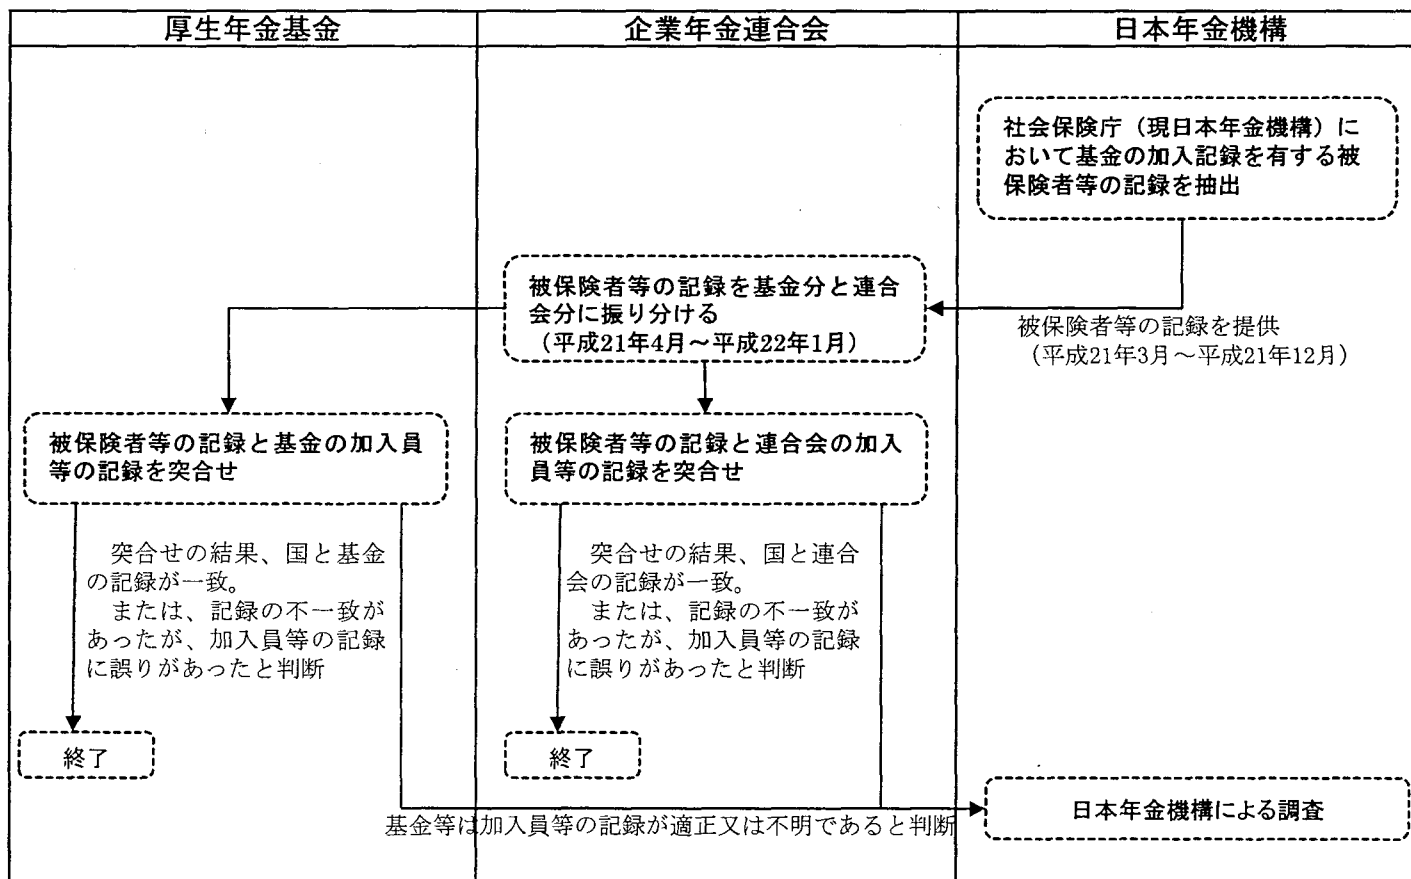 厚生年金基金
企業年金連合会
日本年金機構
社会保険庁（現日本年金機構）に
おいて基金の加入記録を有する被
保険者等の記録を抽出
被保険者等の記録を基金分と連合
会分に振り分ける
（平成21年4月～平成22年1月）
被保険者等の記録を提供
（平成21年3月～平成21年12月）
被保険者等の記録と基金の加入員
等の記録を突合せ
被保険者等の記録と連合会の加入
員等の記録を突合せ
突合せの結果、国と基金
の記録が一致。
または、記録の不一致が
あったが、加入員等の記録
に誤りがあったと判断
突合せの結果、国と連合
会の記録が一致。
または、記録の不一致が
あったが、加入員等の記録
に誤りがあったと判断
終了
終了
日本年金機構による調査
基金等は加入員等の記録が適正又は不明であると判断